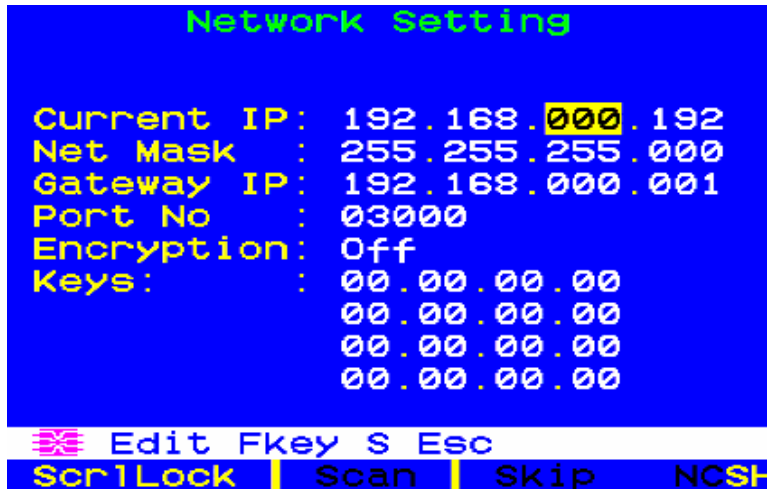 Network Setting
Current IP: 192.168.000.192
Net Mask : 255.255.255.000
Gateway IP: 192.168.000.001
Port No : 03000
Encryption: Off
Keys: : 00.00.00.00
00.00.00.00
00.00.00.00
00.00.00.00
Edit Fkey S Esc
ScrlLock Scan Skip NCSH